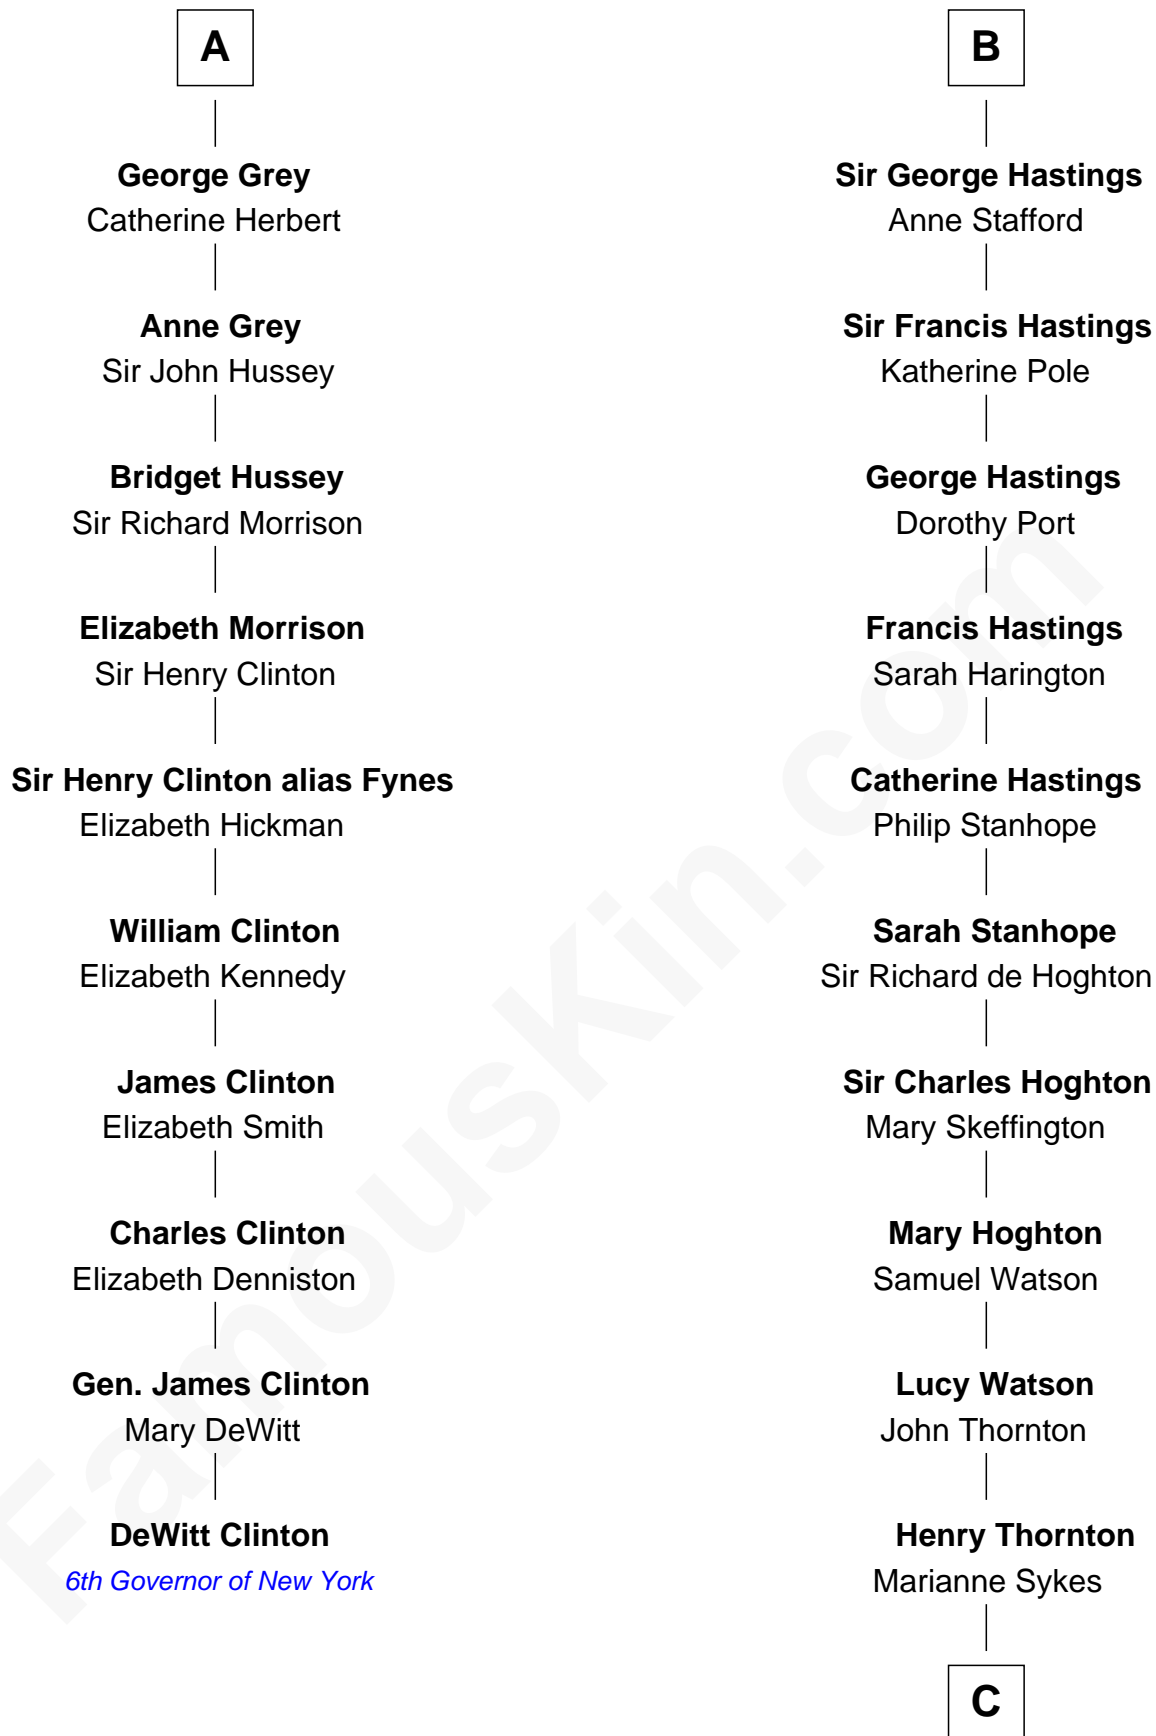 A
George Grey
Catherine Herbert
Anne Grey
Sir John Hussey
Bridget Hussey
Sir Richard Morrison
Elizabeth Morrison
Sir Henry Clinton
Sir Henry Clinton alias Fynes
Elizabeth Hickman
William Clinton
Elizabeth Kennedy
James Clinton
Elizabeth Smith
Charles Clinton
Elizabeth Denniston
Gen. James Clinton
Mary DeWitt
DeWitt Clinton
6th Governor of New York
B
Sir George Hastings
Anne Stafford
Sir Francis Hastings
Katherine Pole
George Hastings
Dorothy Port
Francis Hastings
Sarah Harington
Catherine Hastings
Philip Stanhope
Sarah Stanhope
Sir Richard de Hoghton
Sir Charles Hoghton
Mary Skeffington
Mary Hoghton
Samuel Watson
Lucy Watson
John Thornton
Henry Thornton
Marianne Sykes
C
FamousKin.com